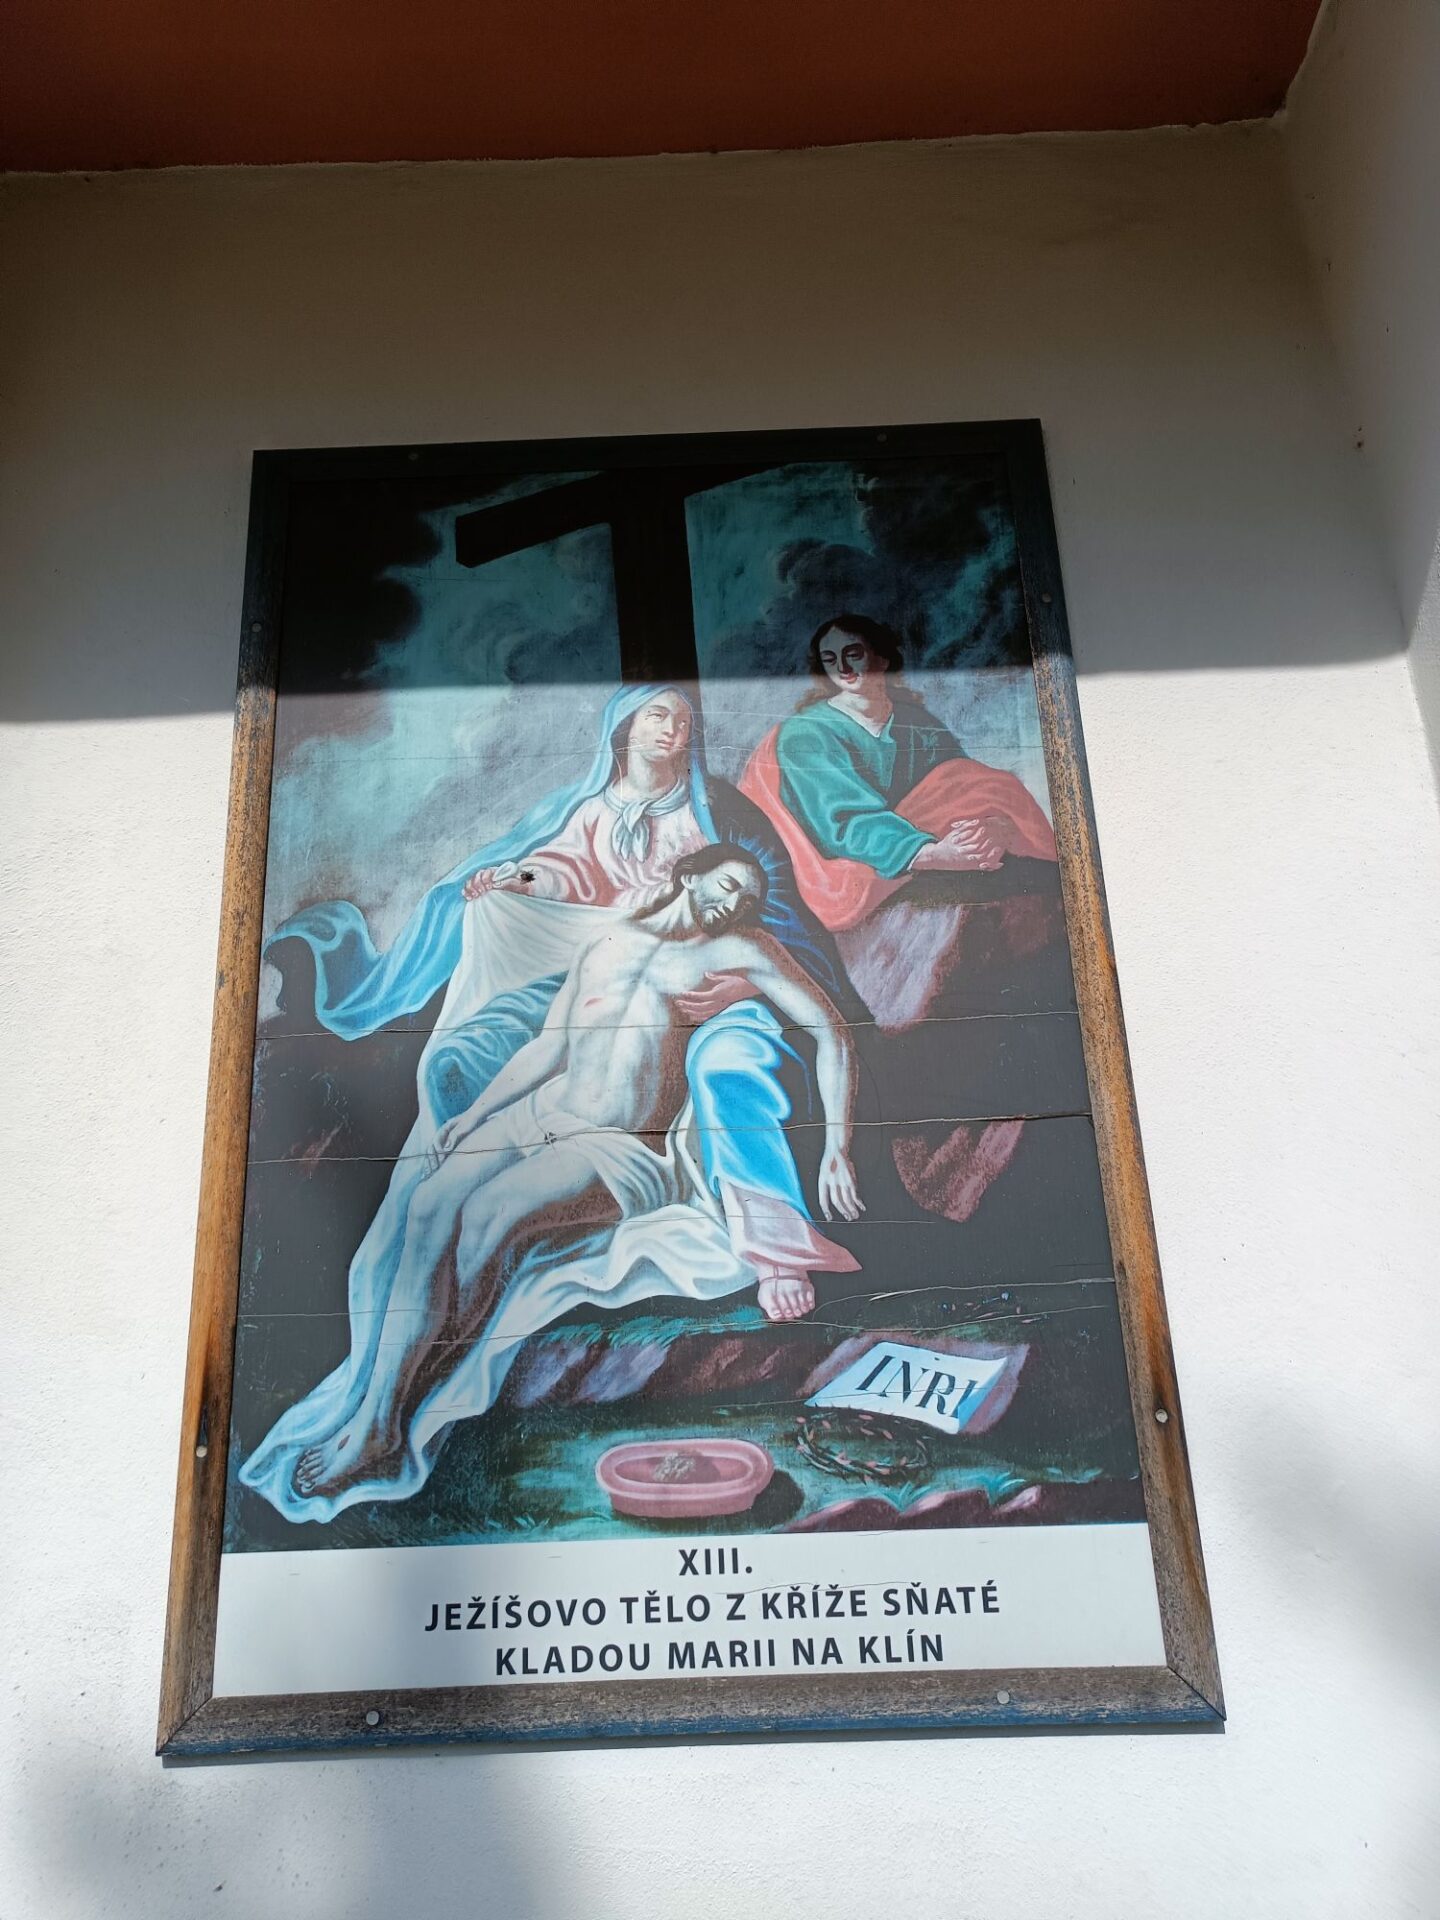 INRI
XIII.
JEŽÍŠOVO TĚLO Z KŘÍŽE SŇATÉ
KLADOU MARII NA KLÍN